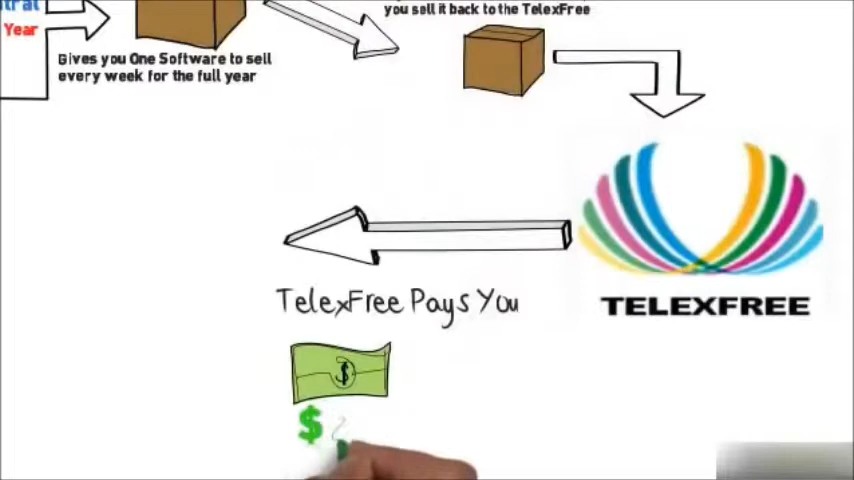 ntral
Year
Gives you One Software to sell
every week for the full year
you sell it back to the TelexFree
TELEXFREE
TelexFree Pays You
$
$